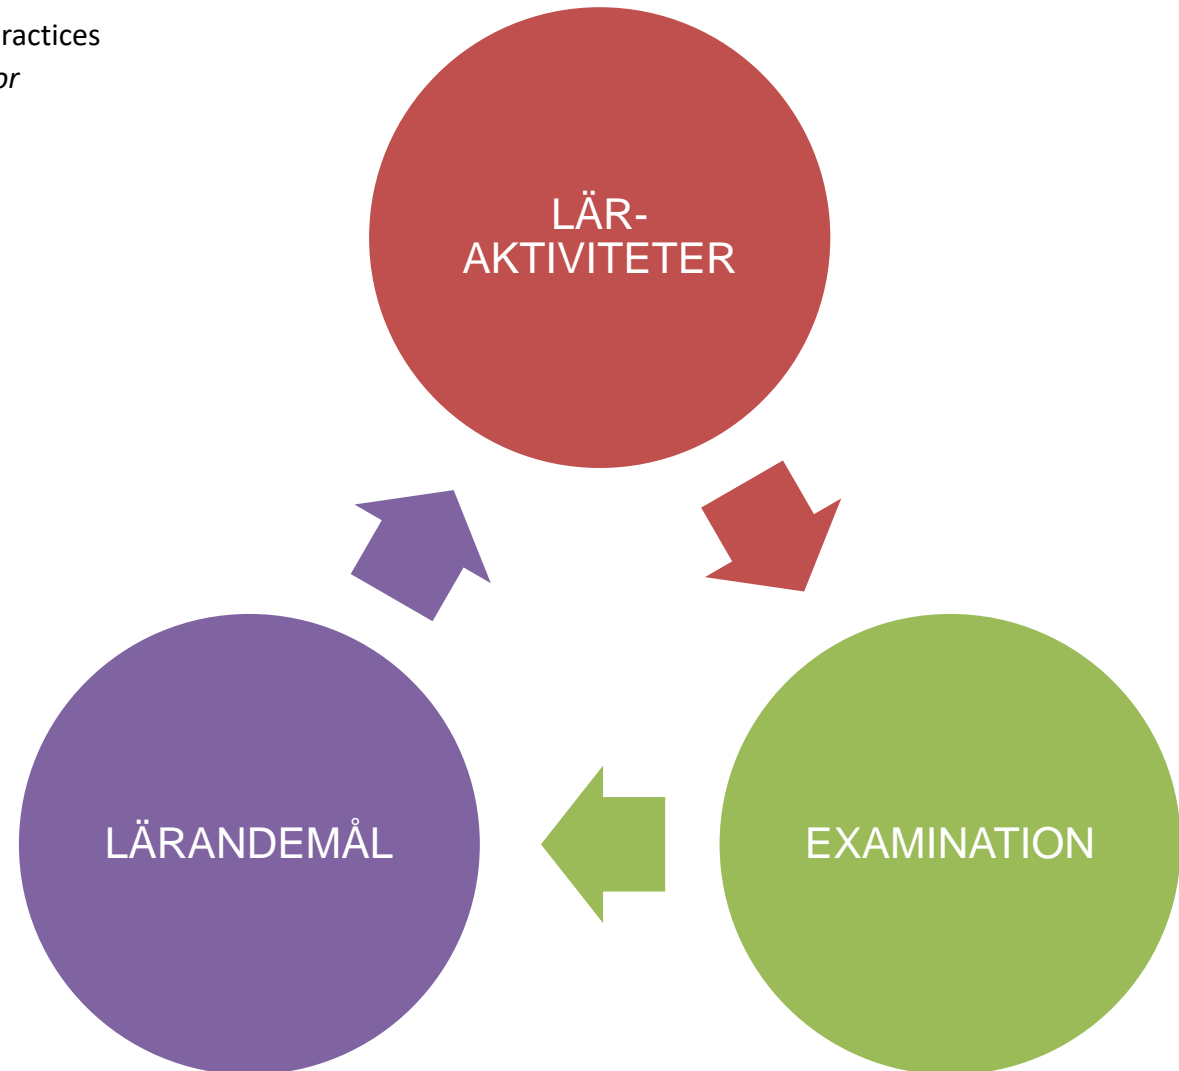 ractices
or
LÄR-
AKTIVITETER
LÄRANDEMÅL
EXAMINATION